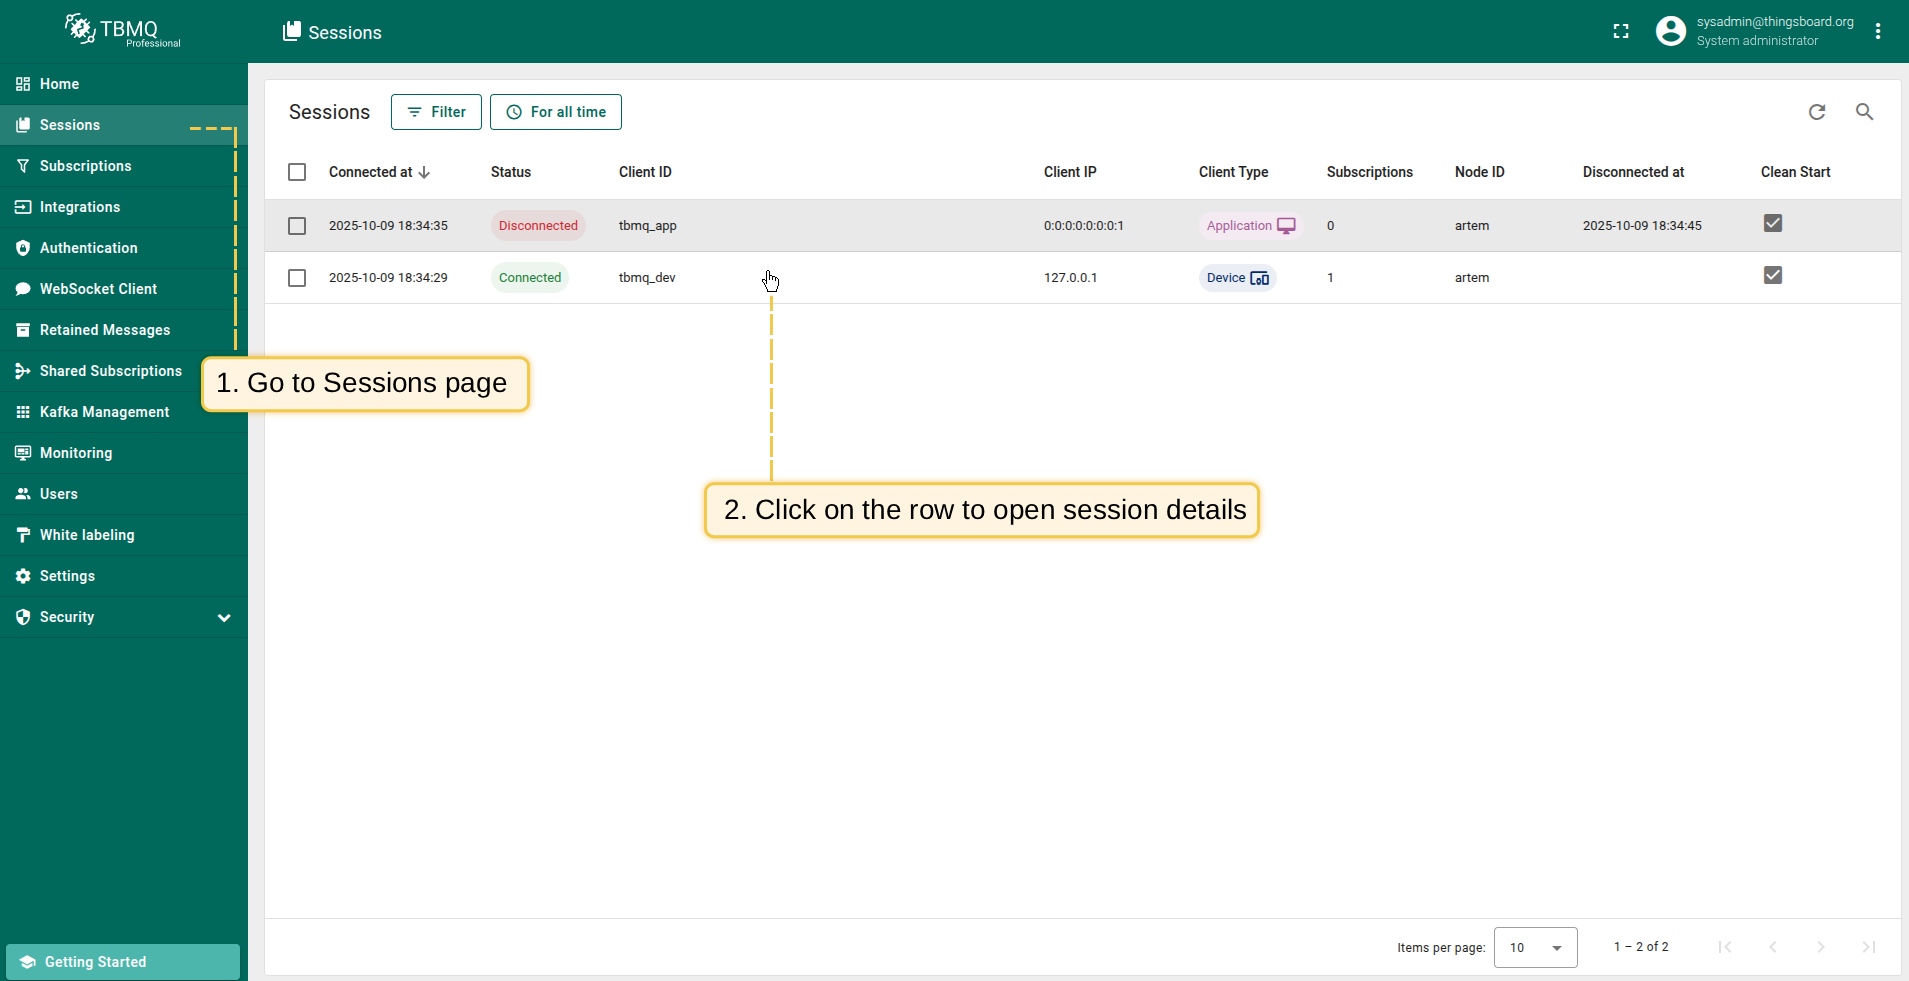 TBMQ
Professional
Sessions
sysadmin@thingsboard.org
System administrator
Home
Sessions
Subscriptions
Integrations
Authentication
WebSocket Client
Retained Messages
Shared Subscriptions
Kafka Management
Monitoring
Users
White labeling
Settings
Security
Getting Started
Sessions Filter For all time
Connected at Status Client ID Client IP Client Type Subscriptions Node ID Disconnected at Clean Start
2025-10-09 18:34:35 Disconnected tbmq_app 0:0:0:0:0:0:0:1 Application 0 artem 2025-10-09 18:34:45
2025-10-09 18:34:29 Connected tbmq_dev 127.0.0.1 Device 1 artem
1. Go to Sessions page
2. Click on the row to open session details
Items per page: 10 1 – 2 of 2